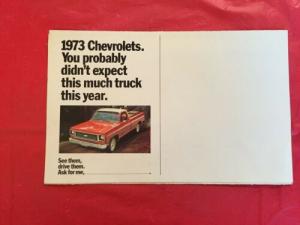 1973 Chevrolets.
You probably
didn't expect
this much truck
this year.
See them,
drive them.
Ask for me,